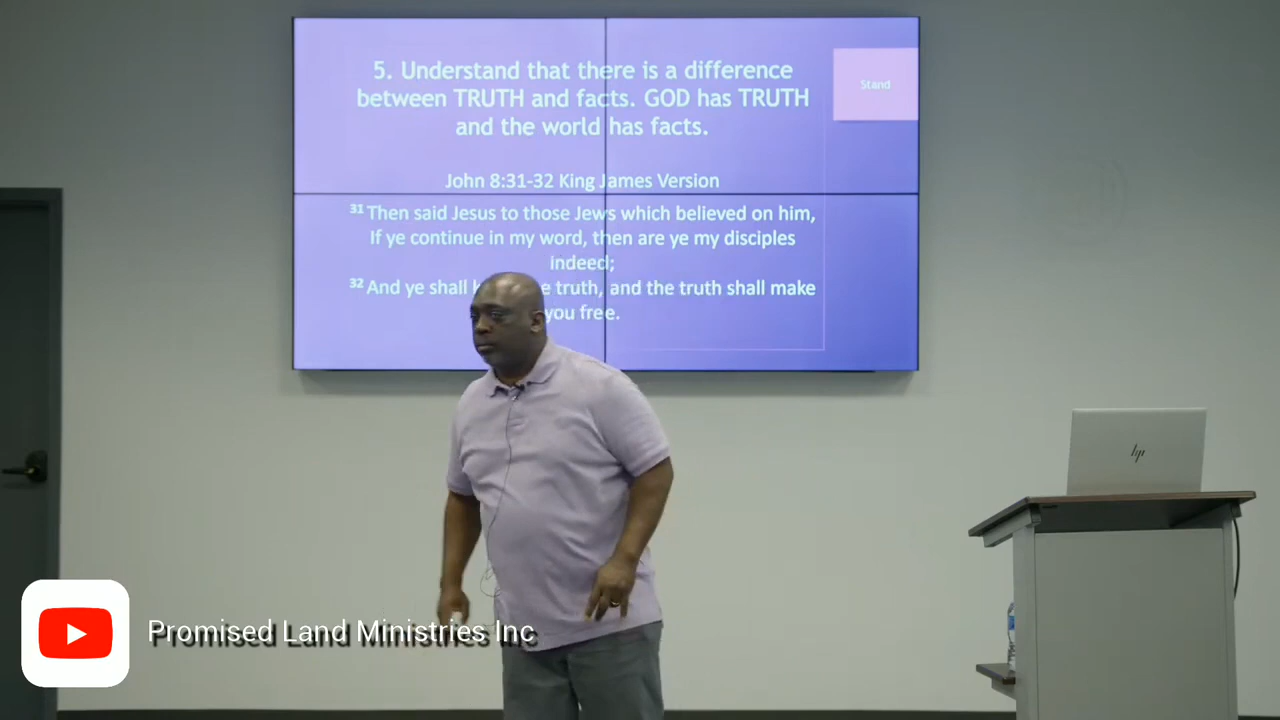 5. Understand that there is a difference
between TRUTH and facts. GOD has TRUTH
and the world has facts.
Stand
John 8:31-32 King James Version
31 Then said Jesus to those Jews which believed on him,
If ye continue in my word, then are ye my disciples
indeed;
32 And ye shall e truth, and the truth shall make
you free.
hp
Promised Land Ministries Inc